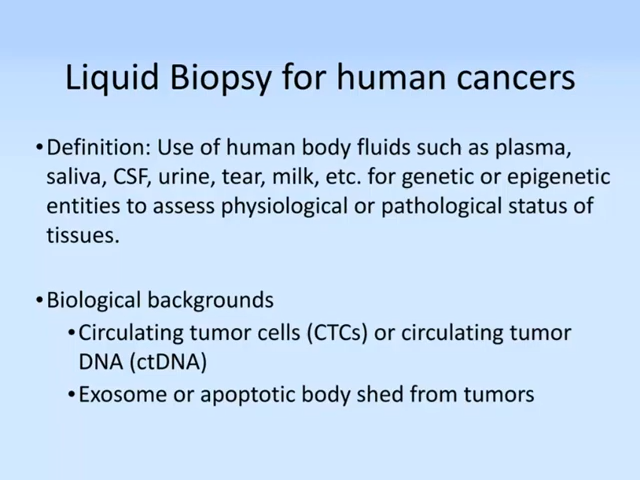 Liquid Biopsy for human cancers
•Definition: Use of human body fluids such as plasma,
saliva, CSF, urine, tear, milk, etc. for genetic or epigenetic
entities to assess physiological or pathological status of
tissues.
•Biological backgrounds
•Circulating tumor cells (CTCs) or circulating tumor
DNA (ctDNA)
•Exosome or apoptotic body shed from tumors